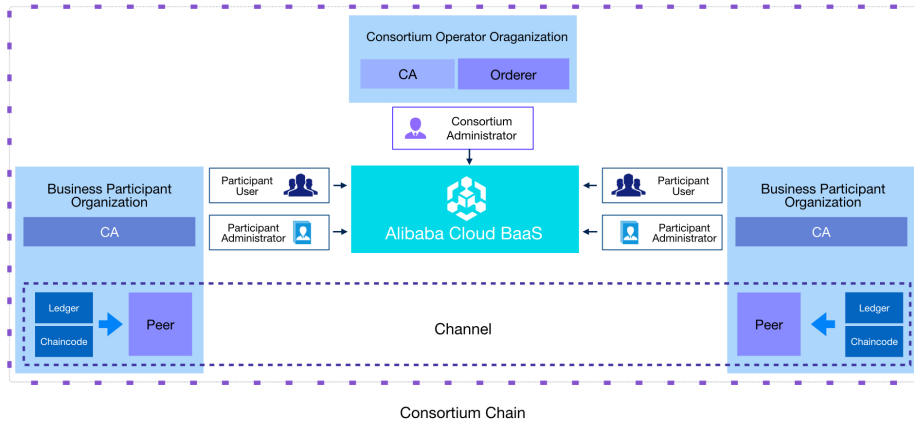 Consortium Operator Oraganization
CA
Orderer
Consortium
Administrator
Business Participant
Organization
CA
Participant
User
Participant
Administrator
Alibaba Cloud BaaS
Participant
User
Participant
Administrator
Business Participant
Organization
CA
Ledger
Chaincode
Peer
Channel
Peer
Ledger
Chaincode
Consortium Chain